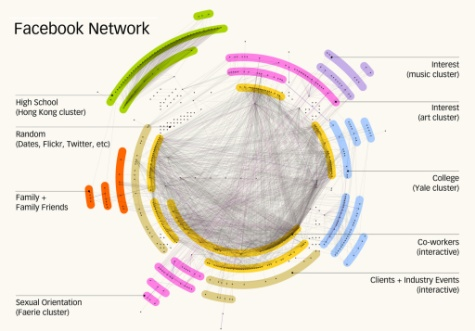 Facebook Network
High School
(Hong Kong cluster)
Random
(Dates, Flickr, Twitter, etc)
Family +
Family Friends
Sexual Orientation
(Faerie cluster)
Interest
(music cluster)
Interest
(art cluster)
College
(Yale cluster)
Co-workers
(interactive)
Clients + Industry Events
(interactive)